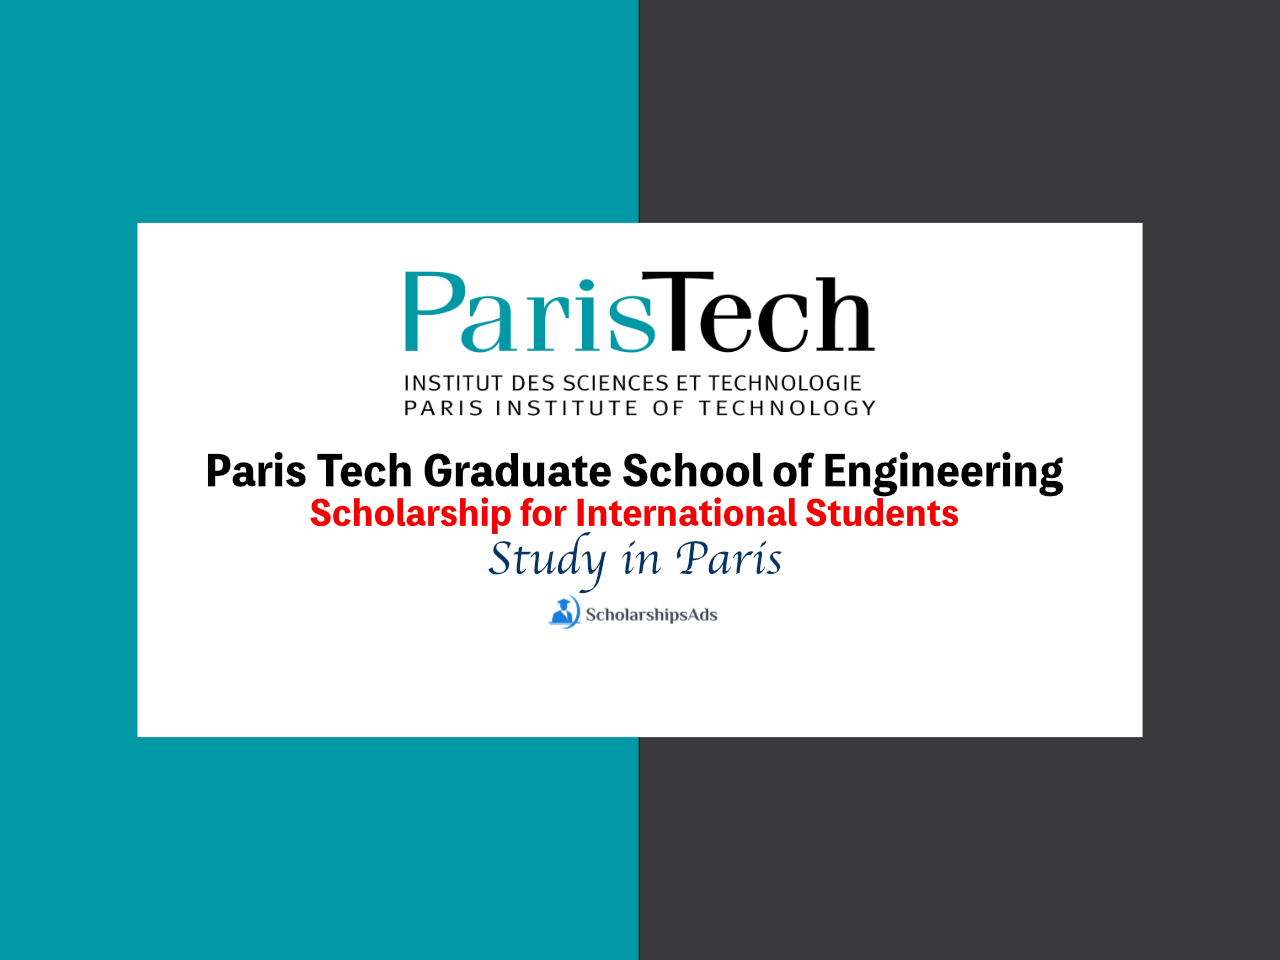 ParisTech
INSTITUT DES SCIENCES ET TECHNOLOGIE
PARIS INSTITUTE OF TECHNOLOGY
Paris Tech Graduate School of Engineering
Scholarship for International Students
Study in Paris
ScholarshipsAds